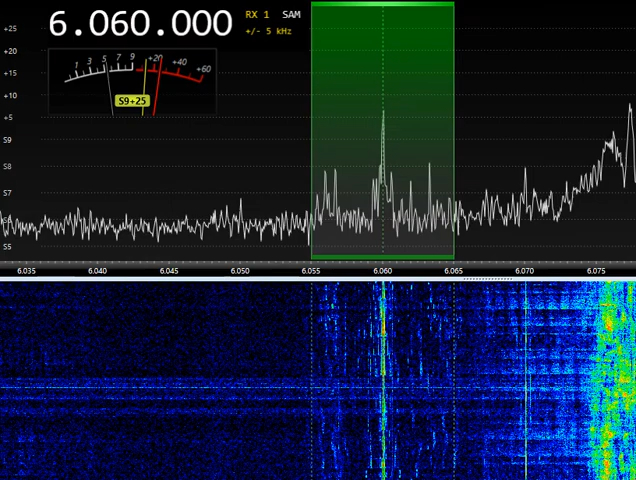 6.060.000 RX 1 SAM
+/- 5 kHz
1 3 5 7 9 +20 +40 +60
S9+25
+25
+20
+15
+10
+5
S9
S8
S7
S6
S5
6.035 6.040 6.045 6.050 6.055 6.060 6.065 6.070 6.075